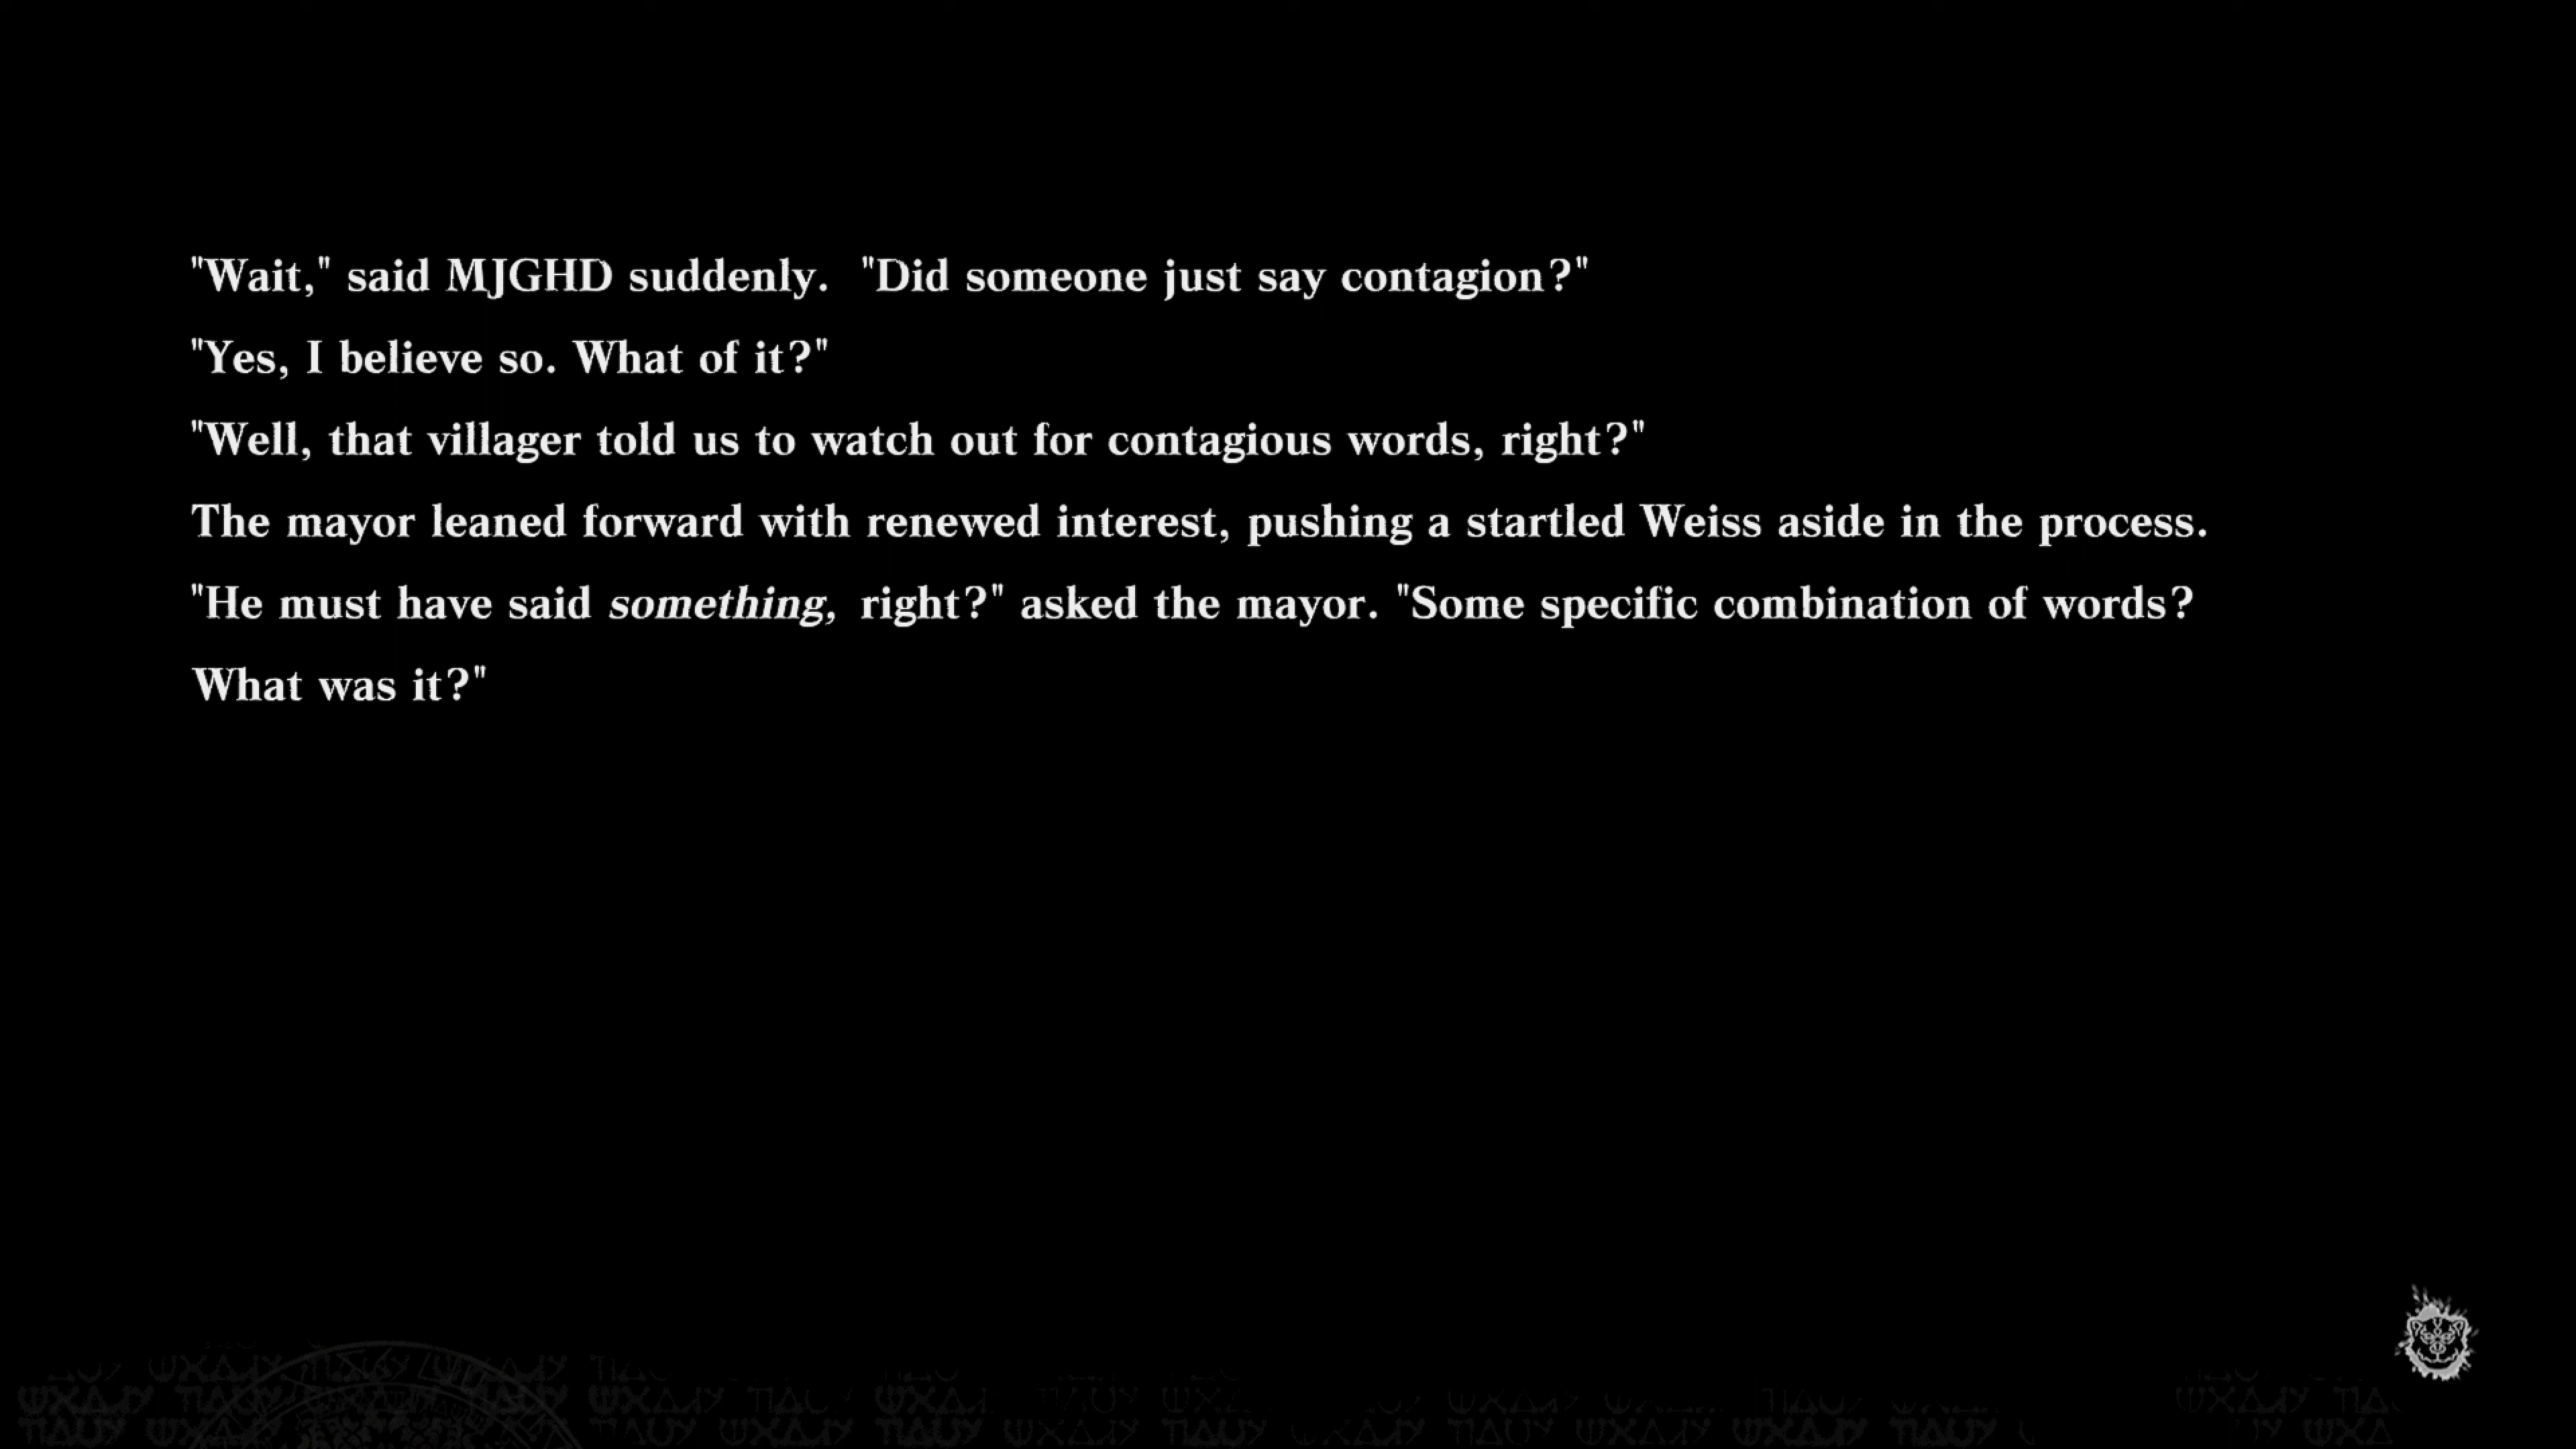 "Wait," said MJGHD suddenly.  "Did someone just say contagion?"
"Yes, I believe so. What of it?"
"Well, that villager told us to watch out for contagious words, right?"
The mayor leaned forward with renewed interest, pushing a startled Weiss aside in the process.
"He must have said something, right?" asked the mayor. "Some specific combination of words?
What was it?"